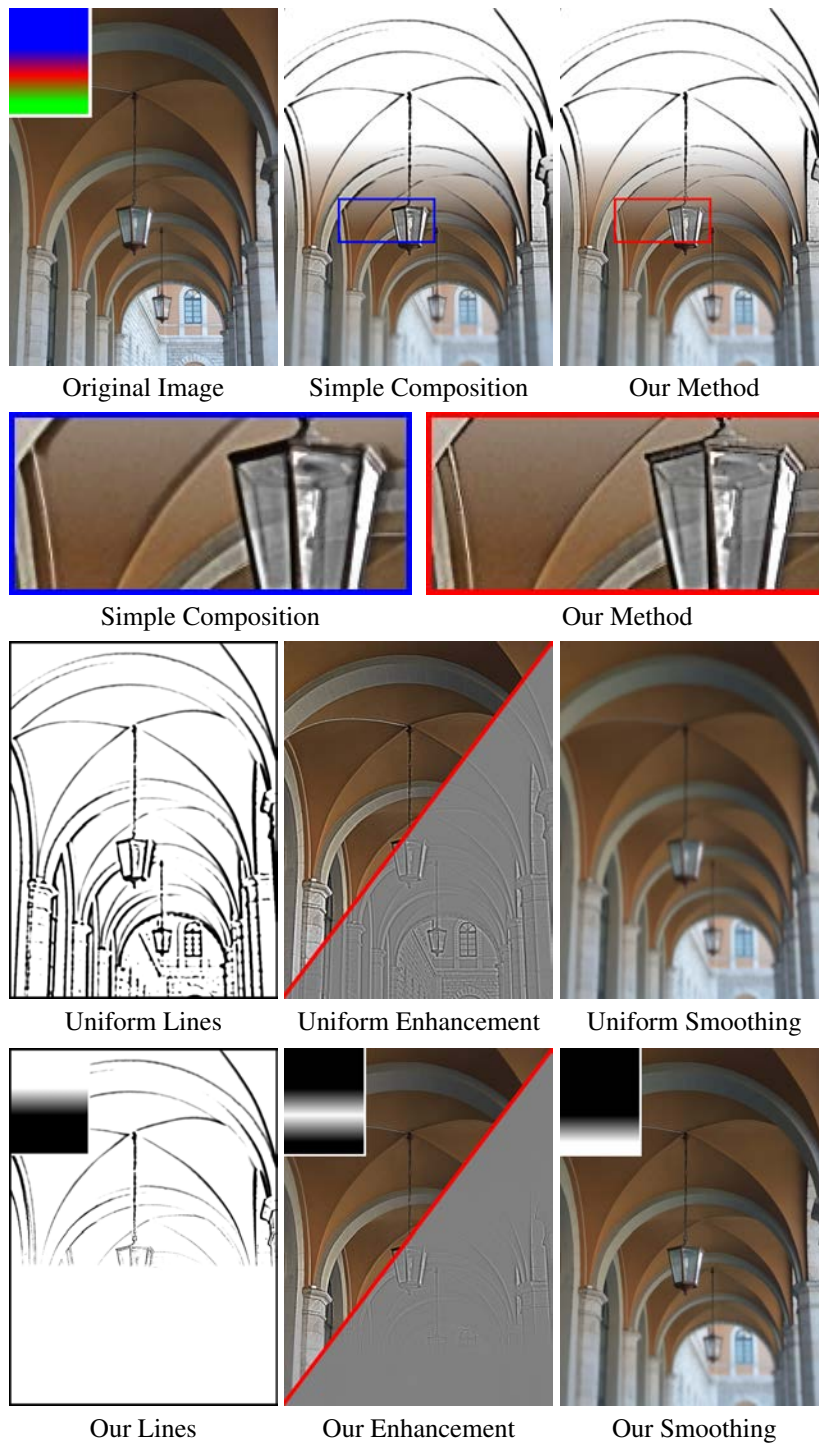 Original Image Simple Composition Our Method
Simple Composition Our Method
Uniform Lines Uniform Enhancement Uniform Smoothing
Our Lines Our Enhancement Our Smoothing